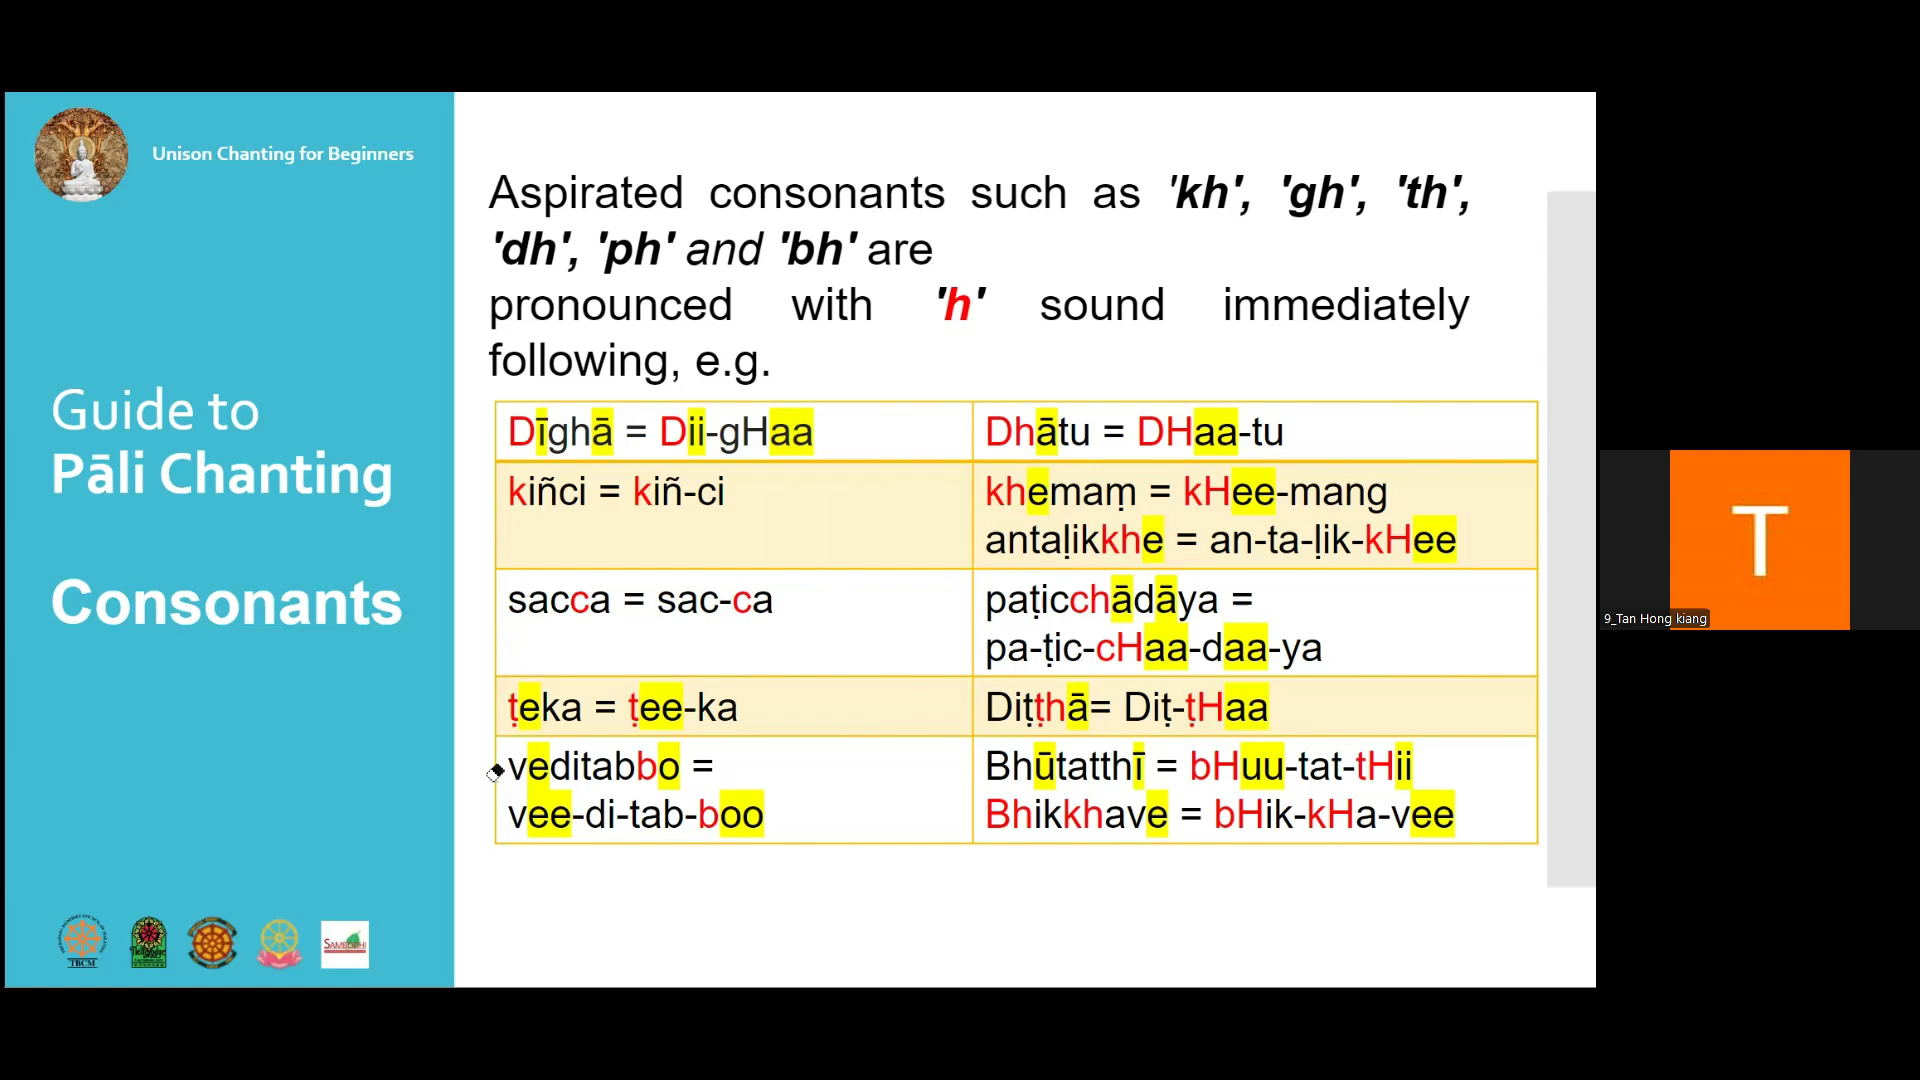 Unison Chanting for Beginners
Guide to
Pāli Chanting
Consonants
Aspirated consonants such as 'kh', 'gh', 'th',
'dh', 'ph' and 'bh' are
pronounced with 'h' sound immediately
following, e.g.
Dīghā = Dii-gHaa
Dhātu = DHaa-tu
kiñci = kiñ-ci
khemaṃ = kHee-mang
antaḷikkhe = an-ta-ḷik-kHee
sacca = sac-ca
paṭicchādāya =
pa-ṭic-cHaa-daa-ya
ṭeka = ṭee-ka
Diṭṭhā= Diṭ-ṭHaa
veditabbo =
vee-di-tab-boo
Bhūtatthī = bHuu-tat-tHii
Bhikkhave = bHik-kHa-vee
TBCM
SAMBODHI
T
9_Tan Hong kiang